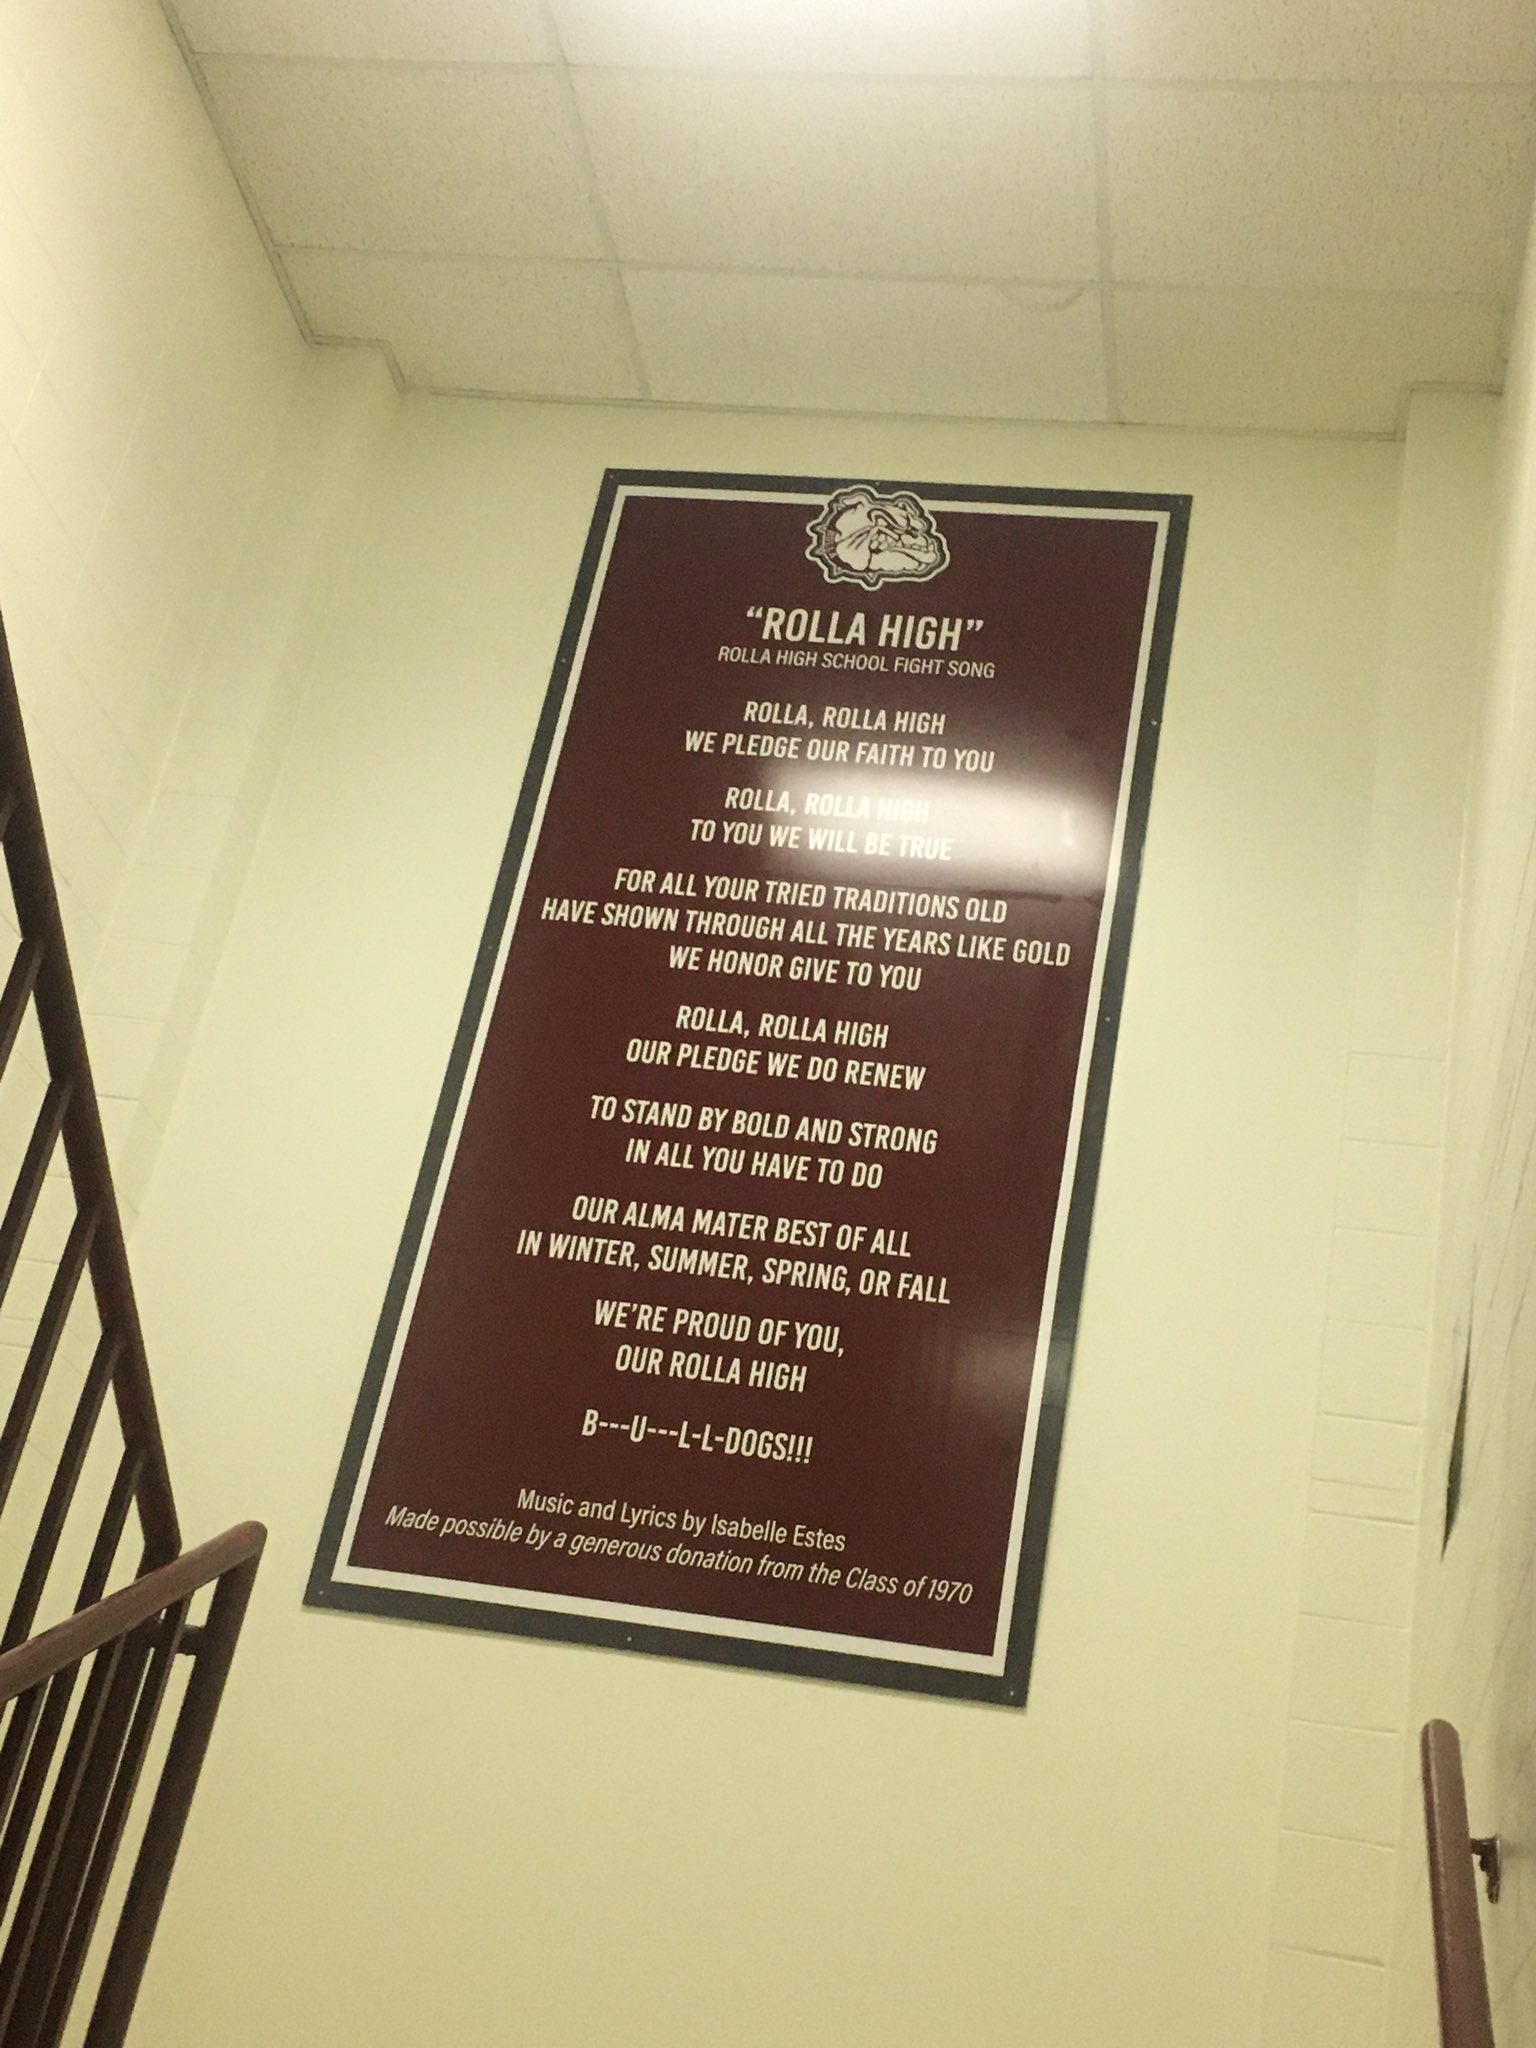 “ROLLA HIGH”
ROLLA HIGH SCHOOL FIGHT SONG
ROLLA, ROLLA HIGH
WE PLEDGE OUR FAITH TO YOU
ROLLA, ROLLA HIGH
TO YOU WE WILL BE TRUE
FOR ALL YOUR TRIED TRADITIONS OLD
HAVE SHOWN THROUGH ALL THE YEARS LIKE GOLD
WE HONOR GIVE TO YOU
ROLLA, ROLLA HIGH
OUR PLEDGE WE DO RENEW
TO STAND BY BOLD AND STRONG
IN ALL YOU HAVE TO DO
OUR ALMA MATER BEST OF ALL
IN WINTER, SUMMER, SPRING, OR FALL
WE'RE PROUD OF YOU,
OUR ROLLA HIGH
B---U---L-L-DOGS!!!
Music and Lyrics by Isabelle Estes
Made possible by a generous donation from the Class of 1970